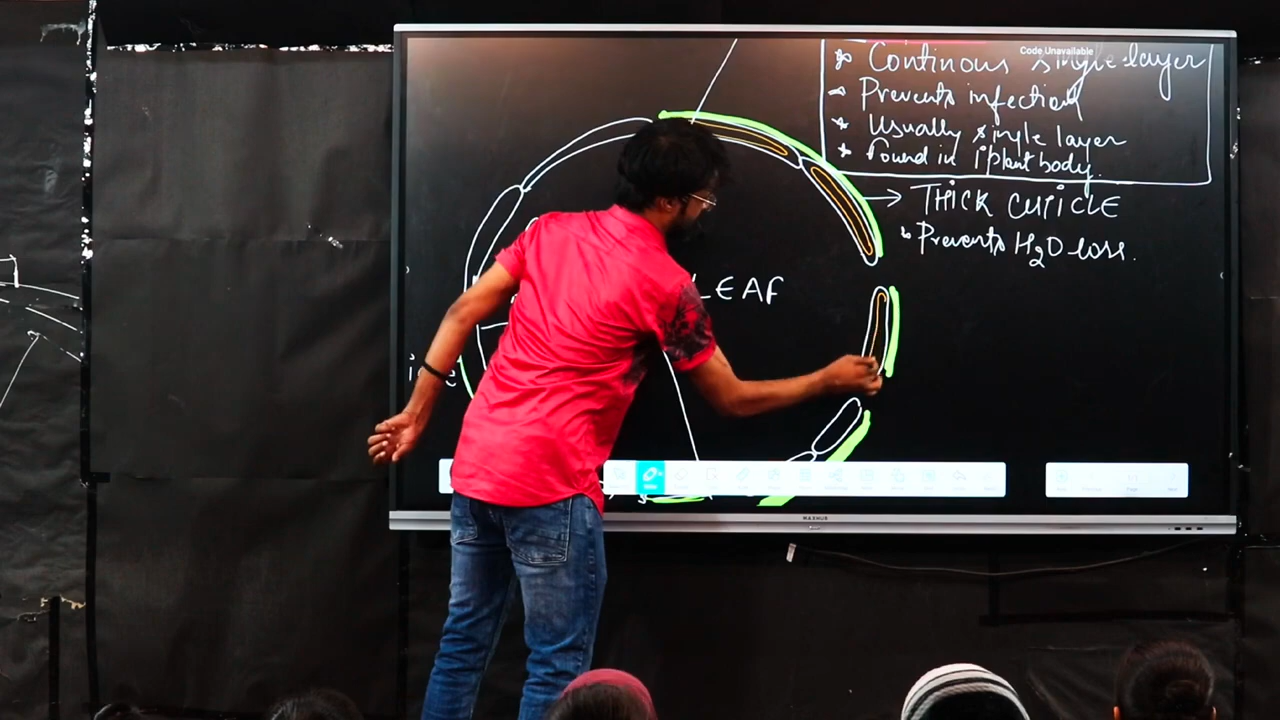 Code Unavailable
* Continous single layer
- Prevents infection
* Usually single layer
* Found in plant body.
→ THICK CUTICLE
↳ Prevents H₂O loss.
LEAF
MAXHUB